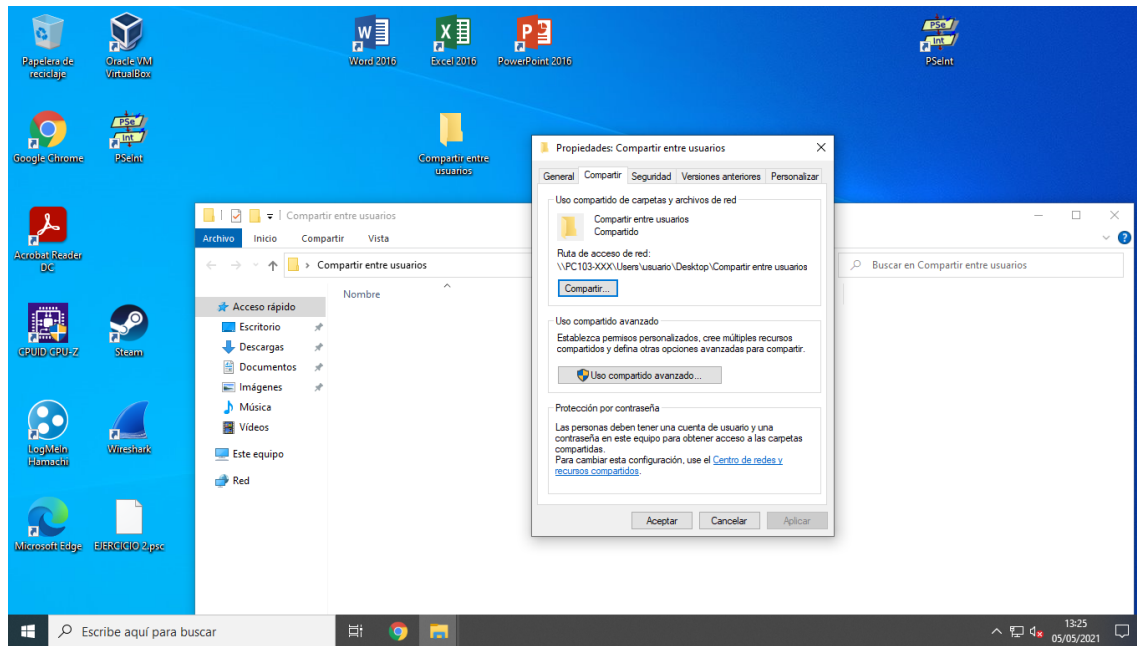 Papelera de
reciclaje
Oracle VM
VirtualBox
Word 2016
Excel 2016
PowerPoint 2016
PSeInt
Google Chrome
PSeInt
Compartir entre
usuarios
Acrobat Reader
DC
CPUID CPU-Z
Steam
LogMeIn
Hamachi
Wireshark
Microsoft Edge
EJERCICIO 2.psc
Compartir entre usuarios
Archivo Inicio Compartir Vista
Compartir entre usuarios
Buscar en Compartir entre usuarios
Nombre
Acceso rápido
Escritorio
Descargas
Documentos
Imágenes
Música
Vídeos
Este equipo
Red
Propiedades: Compartir entre usuarios
General Compartir Seguridad Versiones anteriores Personalizar
Uso compartido de carpetas y archivos de red
Compartir entre usuarios
Compartido
Ruta de acceso de red:
\\PC103-XXX\Users\usuario\Desktop\Compartir entre usuarios
Compartir...
Uso compartido avanzado
Establezca permisos personalizados, cree múltiples recursos
compartidos y defina otras opciones avanzadas para compartir.
Uso compartido avanzado...
Protección por contraseña
Las personas deben tener una cuenta de usuario y una
contraseña en este equipo para obtener acceso a las carpetas
compartidas.
Para cambiar esta configuración, use el Centro de redes y
recursos compartidos.
Aceptar Cancelar Aplicar
Escribe aquí para buscar
13:25
05/05/2021